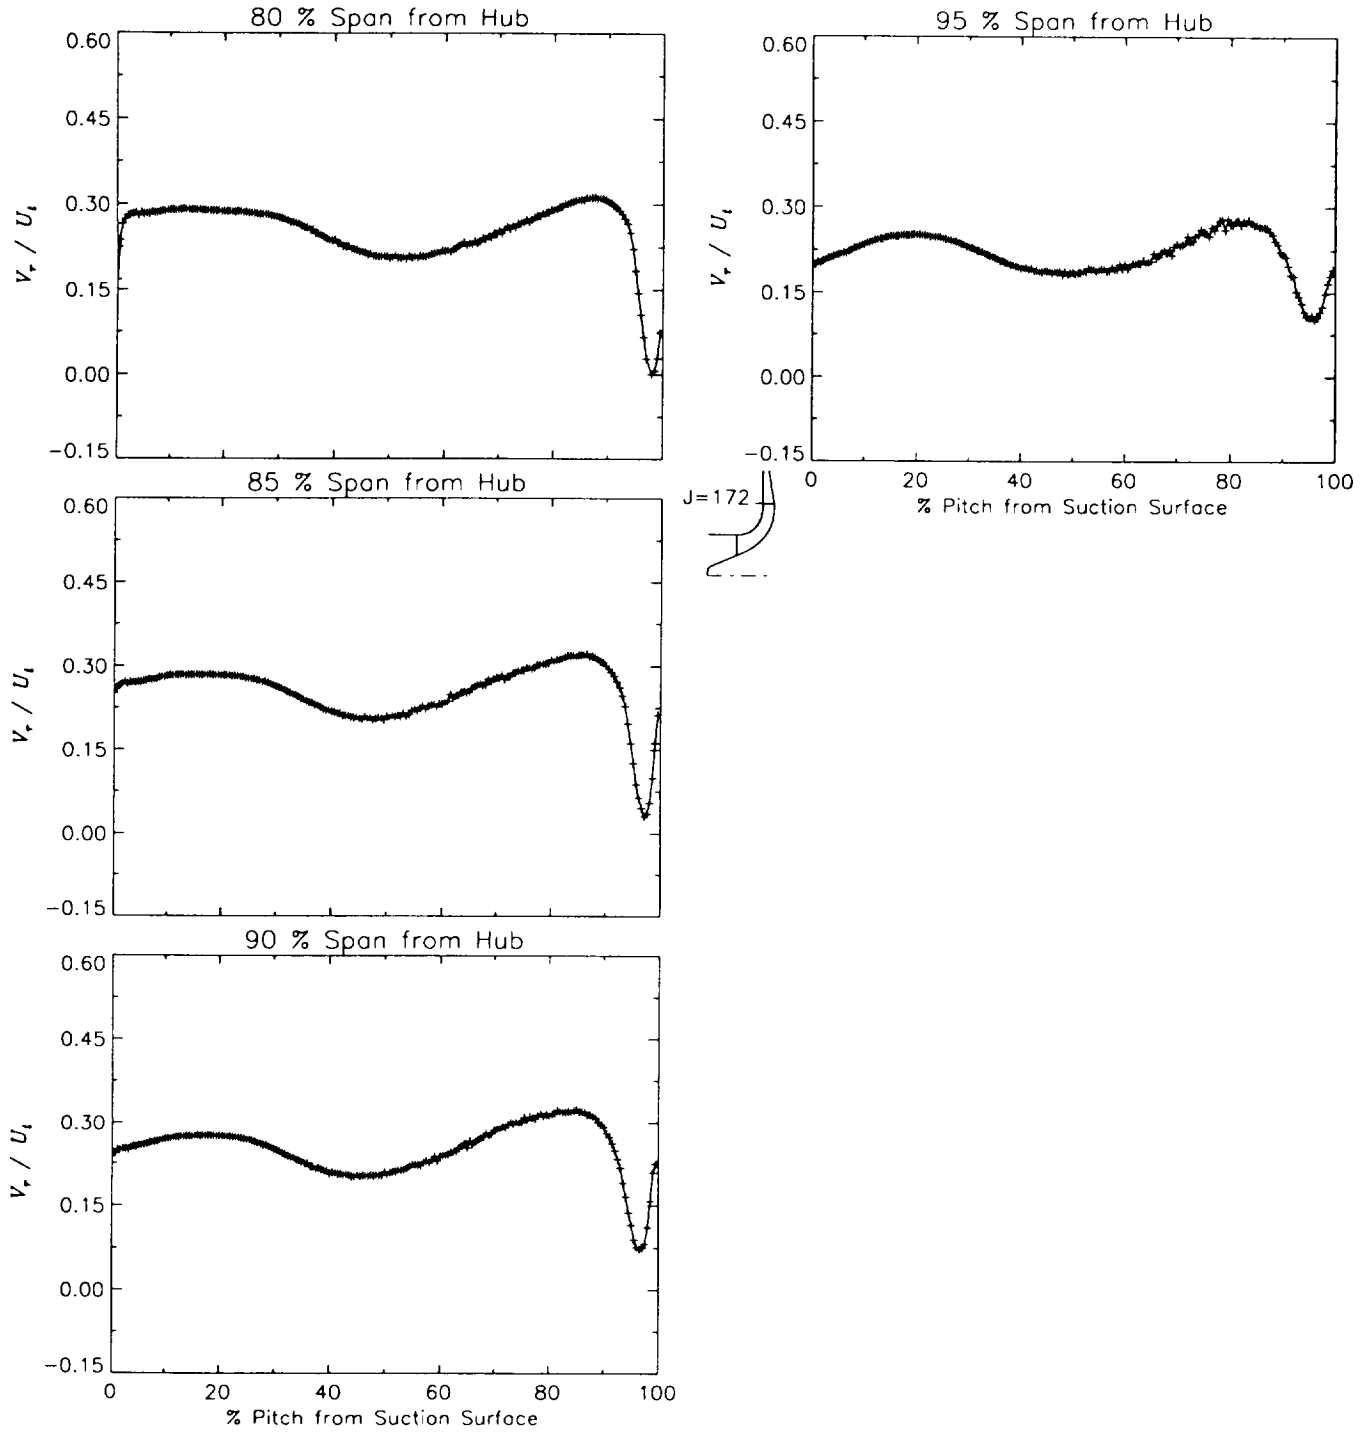 80 % Span from Hub
0.60
0.45
0.30
0.15
0.00
-0.15
V_r / U_t
85 % Span from Hub
0.60
0.45
0.30
0.15
0.00
-0.15
V_r / U_t
90 % Span from Hub
0.60
0.45
0.30
0.15
0.00
-0.15
V_r / U_t
0 20 40 60 80 100
% Pitch from Suction Surface
95 % Span from Hub
0.60
0.45
0.30
0.15
0.00
-0.15
V_r / U_t
0 20 40 60 80 100
% Pitch from Suction Surface
J=172